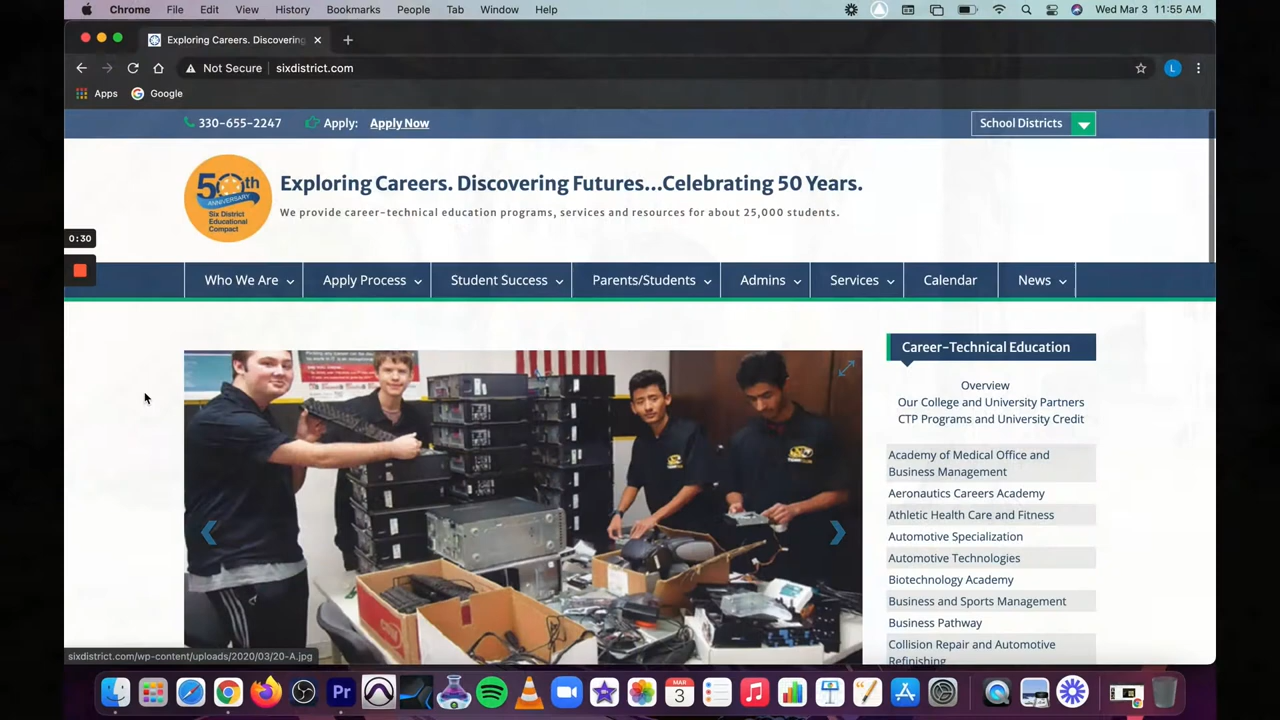 Chrome File Edit View History Bookmarks People Tab Window Help Wed Mar 3 11:55 AM
Exploring Careers. Discovering
Not Secure sixdistrict.com L
Apps Google
330-655-2247 Apply: Apply Now School Districts
50th
ANNIVERSARY
Six District
Educational
Compact
Exploring Careers. Discovering Futures...Celebrating 50 Years.
We provide career-technical education programs, services and resources for about 25,000 students.
0:30
Who We Are Apply Process Student Success Parents/Students Admins Services Calendar News
Career-Technical Education
Overview
Our College and University Partners
CTP Programs and University Credit
Academy of Medical Office and
Business Management
Aeronautics Careers Academy
Athletic Health Care and Fitness
Automotive Specialization
Automotive Technologies
Biotechnology Academy
Business and Sports Management
Business Pathway
Collision Repair and Automotive
Refinishing
sixdistrict.com/wp-content/uploads/2020/03/20-A.jpg
Pr
MAR
3